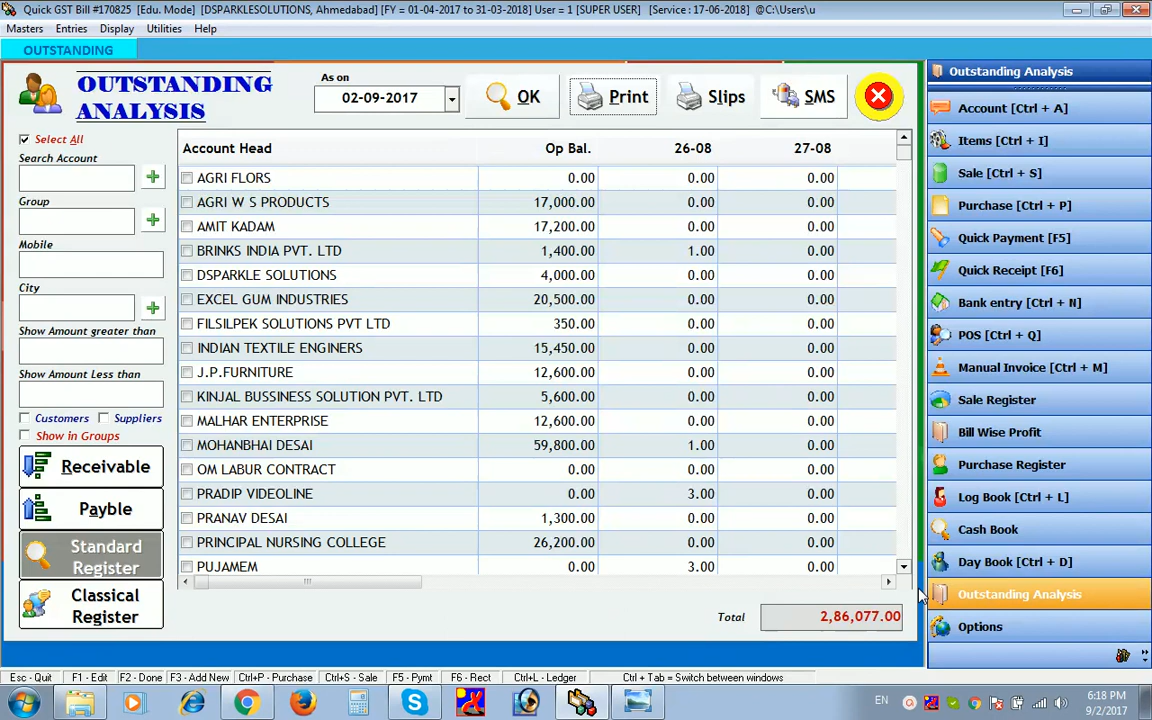 Quick GST Bill #170825 [Edu. Mode] [DSPARKLESOLUTIONS, Ahmedabad] [FY = 01-04-2017 to 31-03-2018] User = 1 [SUPER USER] [Service : 17-06-2018] @C:\Users\u
Masters Entries Display Utilities Help
OUTSTANDING
OUTSTANDING ANALYSIS
As on
02-09-2017
OK
Print
Slips
SMS
Select All
Search Account
Group
Mobile
City
Show Amount greater than
Show Amount Less than
Customers Suppliers
Show in Groups
Receivable
Payble
Standard Register
Classical Register
Account Head Op Bal. 26-08 27-08
AGRI FLORS 0.00 0.00 0.00
AGRI W S PRODUCTS 17,000.00 0.00 0.00
AMIT KADAM 17,200.00 0.00 0.00
BRINKS INDIA PVT. LTD 1,400.00 1.00 0.00
DSPARKLE SOLUTIONS 4,000.00 0.00 0.00
EXCEL GUM INDUSTRIES 20,500.00 0.00 0.00
FILSILPEK SOLUTIONS PVT LTD 350.00 0.00 0.00
INDIAN TEXTILE ENGINERS 15,450.00 0.00 0.00
J.P.FURNITURE 12,600.00 0.00 0.00
KINJAL BUSSINESS SOLUTION PVT. LTD 5,600.00 0.00 0.00
MALHAR ENTERPRISE 12,600.00 0.00 0.00
MOHANBHAI DESAI 59,800.00 1.00 0.00
OM LABUR CONTRACT 0.00 0.00 0.00
PRADIP VIDEOLINE 0.00 3.00 0.00
PRANAV DESAI 1,300.00 0.00 0.00
PRINCIPAL NURSING COLLEGE 26,200.00 0.00 0.00
PUJAMEM 0.00 3.00 0.00
Total 2,86,077.00
Outstanding Analysis
Account [Ctrl + A]
Items [Ctrl + I]
Sale [Ctrl + S]
Purchase [Ctrl + P]
Quick Payment [F5]
Quick Receipt [F6]
Bank entry [Ctrl + N]
POS [Ctrl + Q]
Manual Invoice [Ctrl + M]
Sale Register
Bill Wise Profit
Purchase Register
Log Book [Ctrl + L]
Cash Book
Day Book [Ctrl + D]
Outstanding Analysis
Options
Esc - Quit F1 - Edit F2 - Done F3 - Add New Ctrl+P - Purchase Ctrl+S - Sale F5 - Pymt F6 - Rect Ctrl+L - Ledger Ctrl + Tab = Switch between windows
EN
6:18 PM
9/2/2017